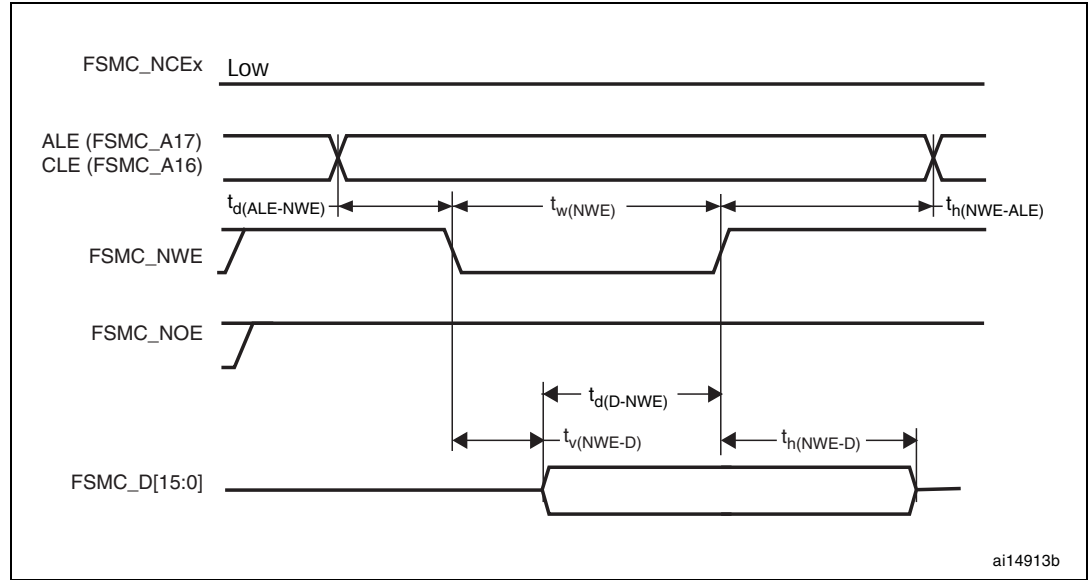 FSMC_NCEx Low
ALE (FSMC_A17)
CLE (FSMC_A16)
td(ALE-NWE) tw(NWE) th(NWE-ALE)
FSMC_NWE
FSMC_NOE
td(D-NWE)
tv(NWE-D) th(NWE-D)
FSMC_D[15:0]
ai14913b